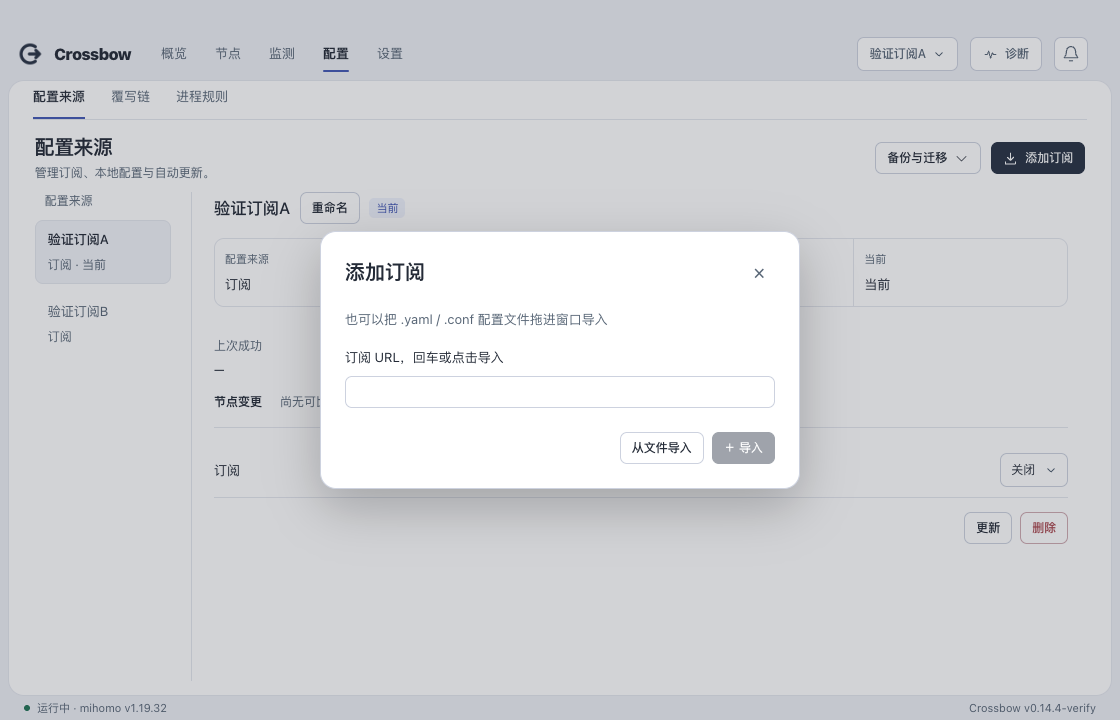 Crossbow 概览 节点 监测 配置 设置 验证订阅A 诊断
配置来源 覆写链 进程规则
配置来源
管理订阅、本地配置与自动更新。
备份与迁移 添加订阅
配置来源
验证订阅A
订阅 · 当前
验证订阅B
订阅
验证订阅A 重命名 当前
配置来源
订阅
当前
当前
上次成功
—
节点变更 尚无可
订阅 关闭
更新 删除
添加订阅
也可以把 .yaml / .conf 配置文件拖进窗口导入
订阅 URL，回车或点击导入
从文件导入 + 导入
运行中 · mihomo v1.19.32
Crossbow v0.14.4-verify